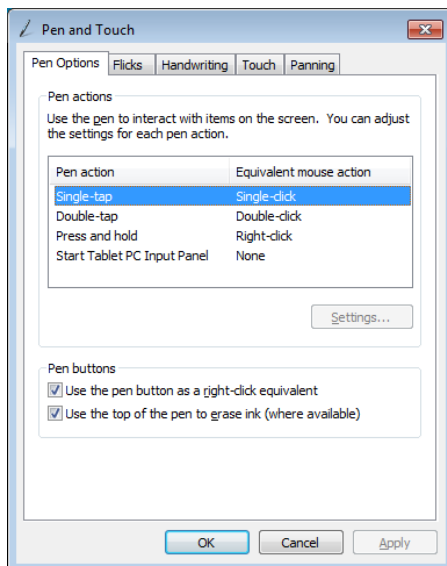 Pen and Touch
Pen Options Flicks Handwriting Touch Panning
Pen actions
Use the pen to interact with items on the screen. You can adjust
the settings for each pen action.
Pen action Equivalent mouse action
Single-tap Single-click
Double-tap Double-click
Press and hold Right-click
Start Tablet PC Input Panel None
Settings...
Pen buttons
Use the pen button as a right-click equivalent
Use the top of the pen to erase ink (where available)
OK Cancel Apply